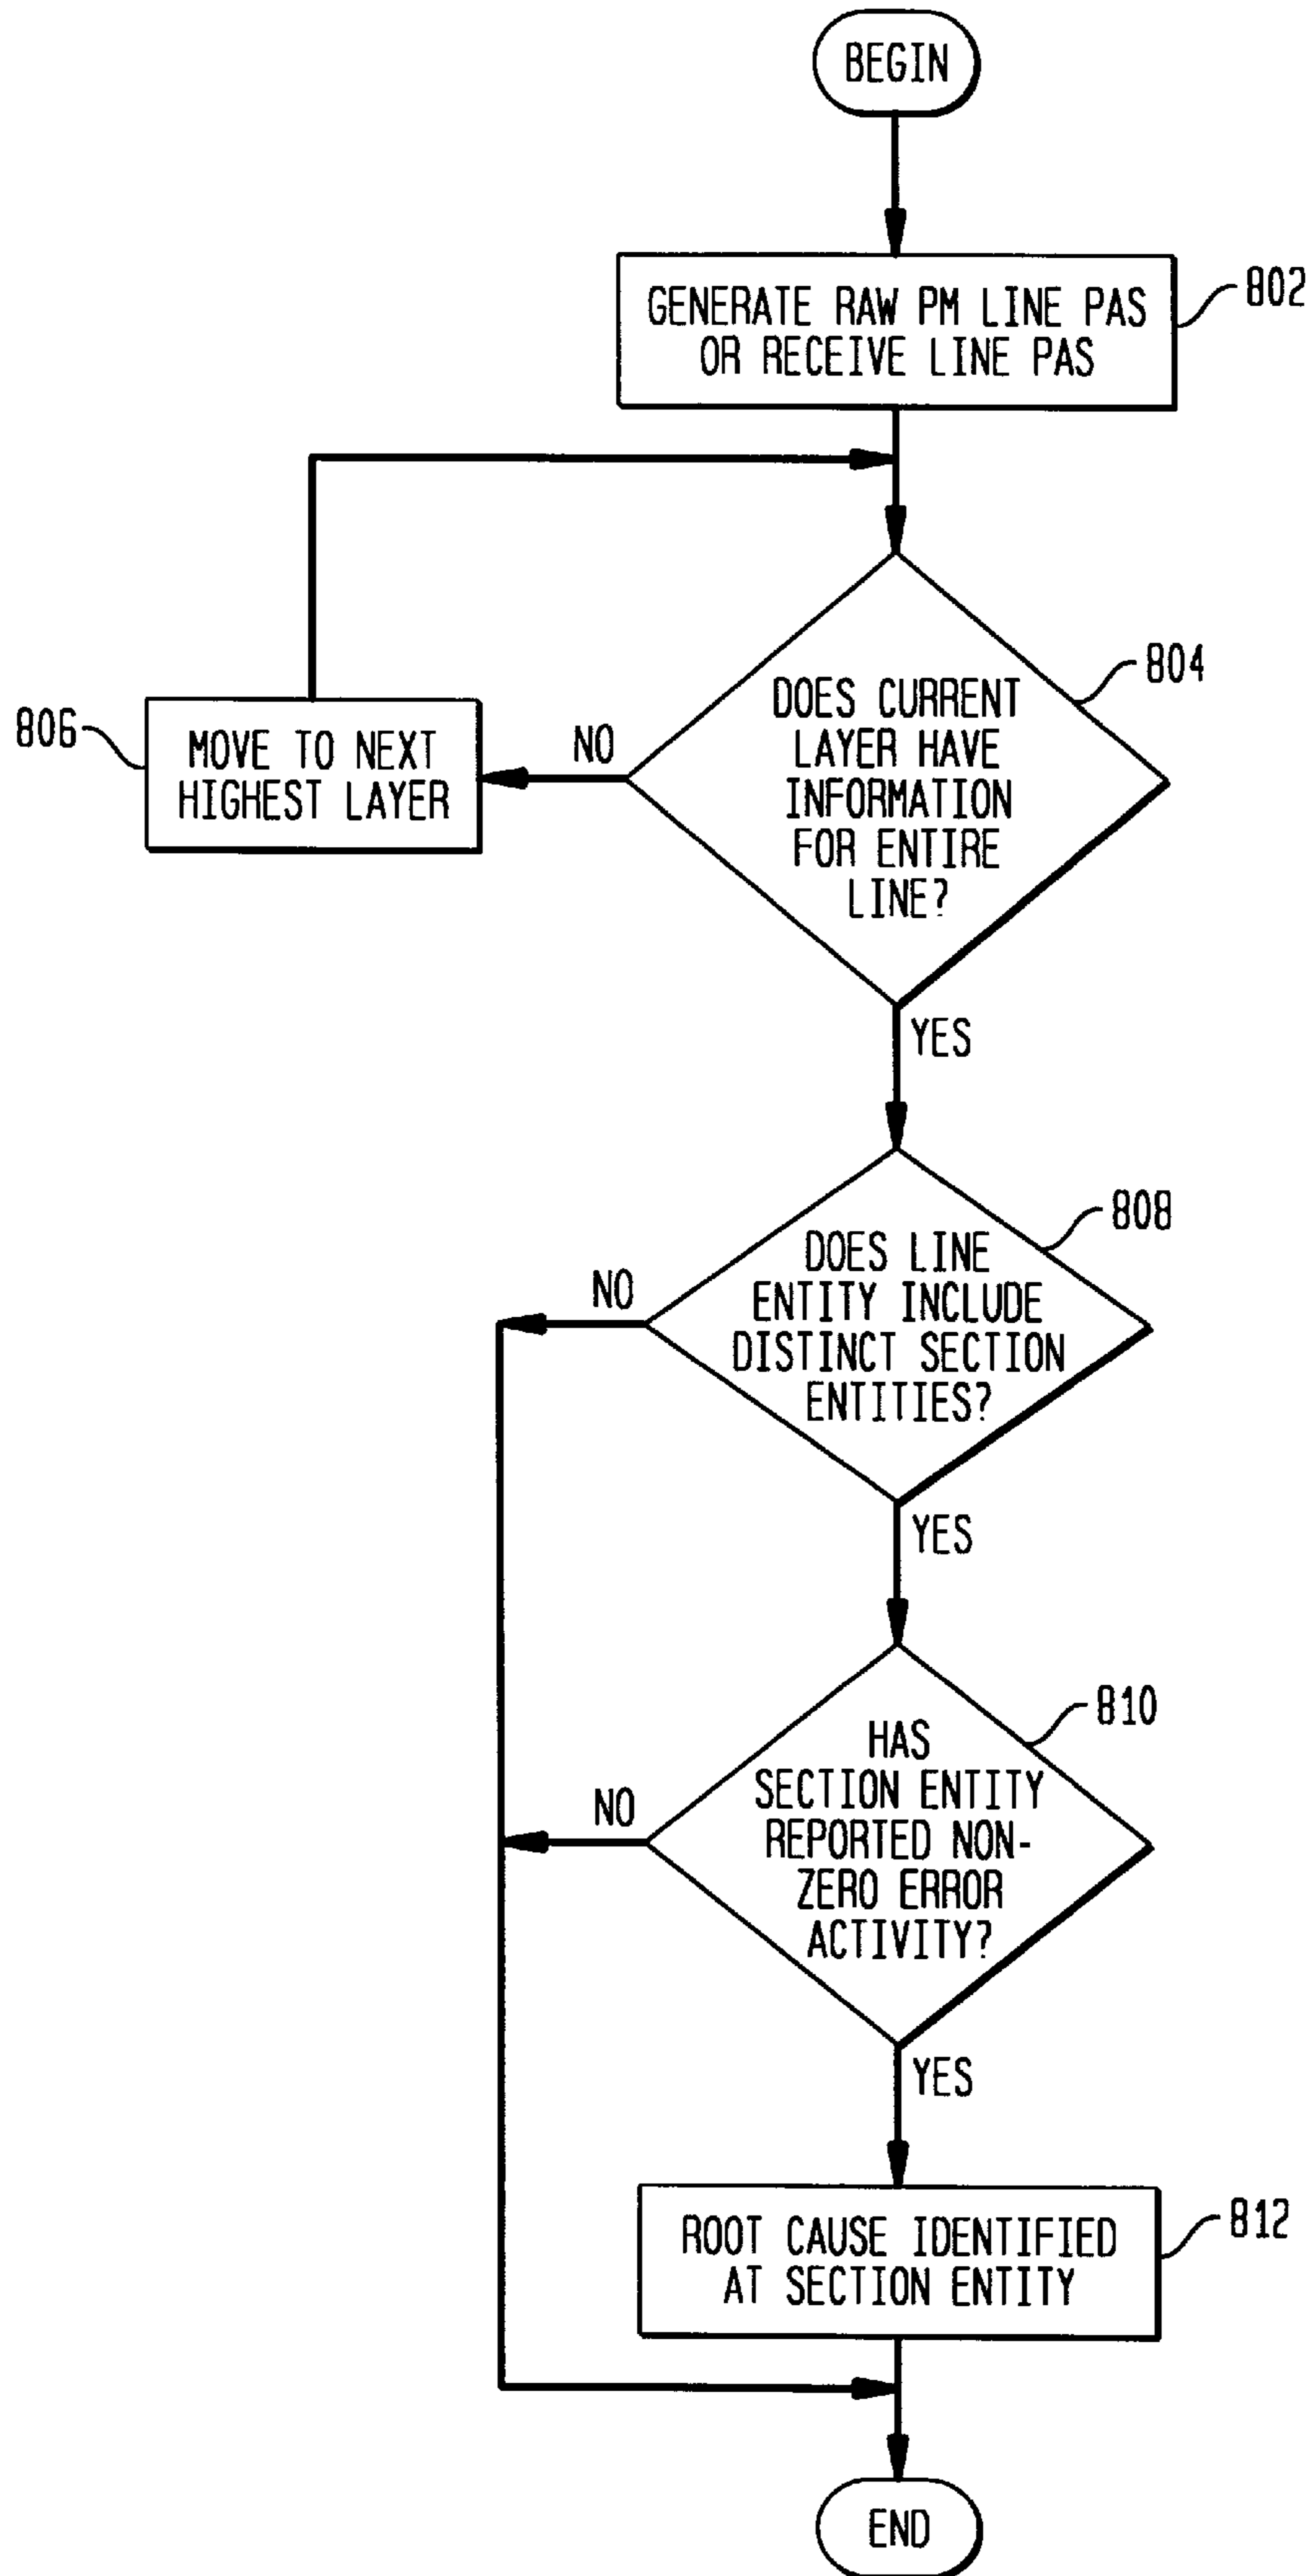 BEGIN
GENERATE RAW PM LINE PAS
OR RECEIVE LINE PAS
802
DOES CURRENT
LAYER HAVE
INFORMATION
FOR ENTIRE
LINE?
804
NO
806
MOVE TO NEXT
HIGHEST LAYER
YES
DOES LINE
ENTITY INCLUDE
DISTINCT SECTION
ENTITIES?
808
NO
YES
HAS
SECTION ENTITY
REPORTED NON-
ZERO ERROR
ACTIVITY?
810
NO
YES
ROOT CAUSE IDENTIFIED
AT SECTION ENTITY
812
END